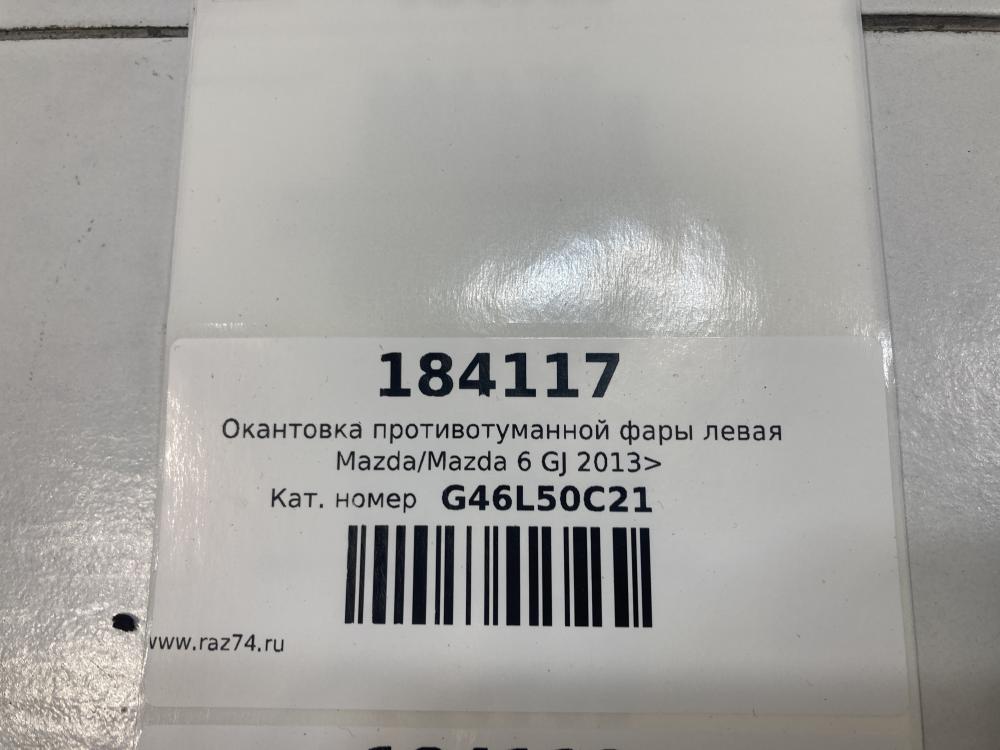 184117
Окантовка противотуманной фары левая
Mazda/Mazda 6 GJ 2013>
Кат. номер G46L50C21
www.raz74.ru